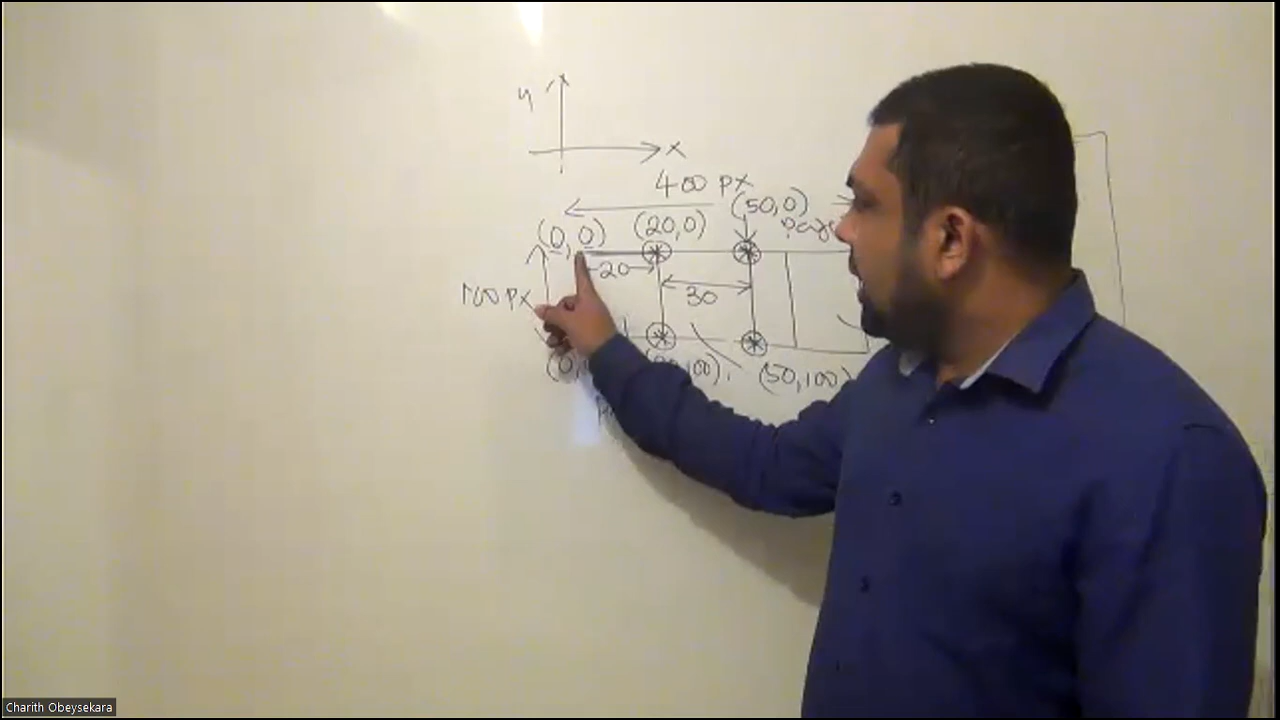 y
x
400 px
(50,0)
(0,0) (20,0)
20
30
100 px
(50,100)
Charith Obeysekara